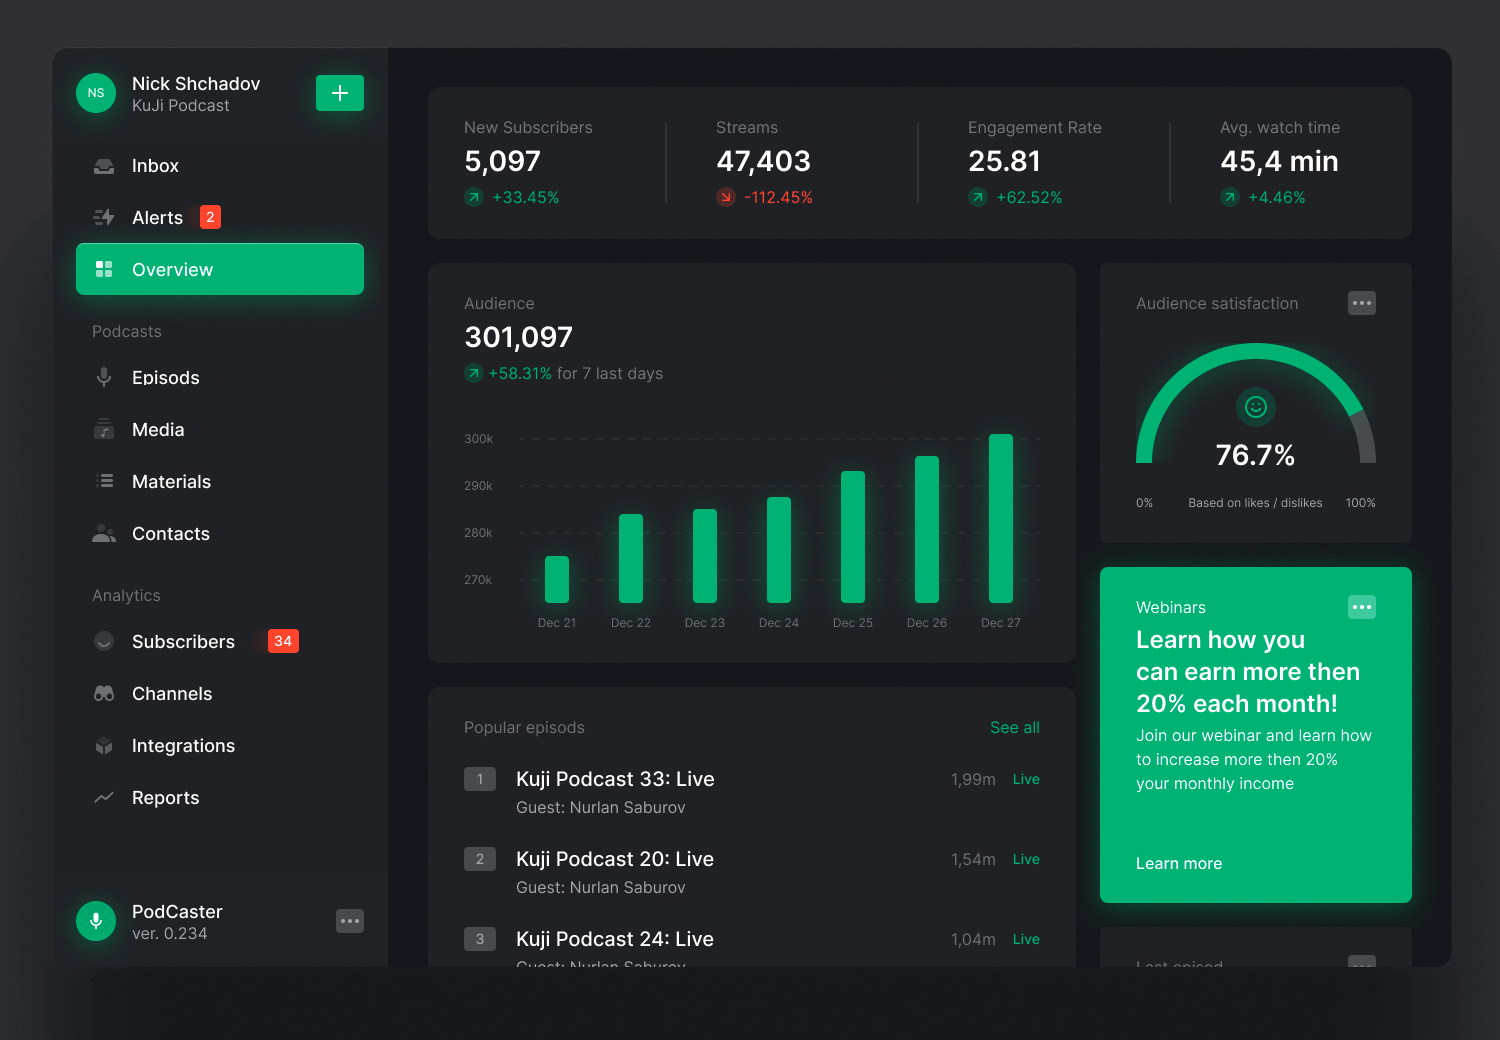 NS
Nick Shchadov
KuJi Podcast
Inbox
Alerts 2
Overview
Podcasts
Episods
Media
Materials
Contacts
Analytics
Subscribers 34
Channels
Integrations
Reports
PodCaster
ver. 0.234
New Subscribers
5,097
+33.45%
Streams
47,403
-112.45%
Engagement Rate
25.81
+62.52%
Avg. watch time
45,4 min
+4.46%
Audience
301,097
+58.31% for 7 last days
300k
290k
280k
270k
Dec 21 Dec 22 Dec 23 Dec 24 Dec 25 Dec 26 Dec 27
Audience satisfaction
76.7%
0% Based on likes / dislikes 100%
Popular episods See all
1 Kuji Podcast 33: Live 1,99m Live
Guest: Nurlan Saburov
2 Kuji Podcast 20: Live 1,54m Live
Guest: Nurlan Saburov
3 Kuji Podcast 24: Live 1,04m Live
Guest: Nurlan Saburov
Webinars
Learn how you
can earn more then
20% each month!
Join our webinar and learn how
to increase more then 20%
your monthly income
Learn more
Last episod